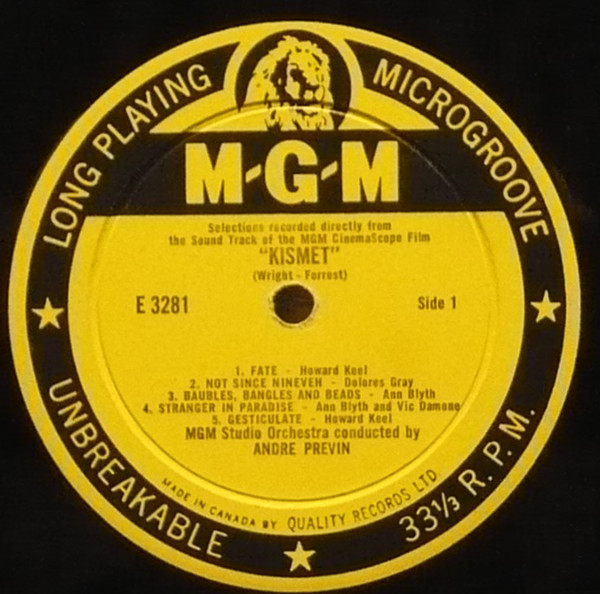 LONG PLAYING
MICROGROOVE
M-G-M
Selections recorded directly from
the Sound Track of the MGM CinemaScope Film
"KISMET"
(Wright - Forrest)
E 3281
Side 1
1. FATE - Howard Keel
2. NOT SINCE NINEVEH - Dolores Gray
3. BAUBLES, BANGLES AND BEADS - Ann Blyth
4. STRANGER IN PARADISE - Ann Blyth and Vic Damone
5. GESTICULATE - Howard Keel
MGM Studio Orchestra conducted by
ANDRE PREVIN
MADE IN CANADA BY QUALITY RECORDS LTD.
UNBREAKABLE
33⅓ R.P.M.